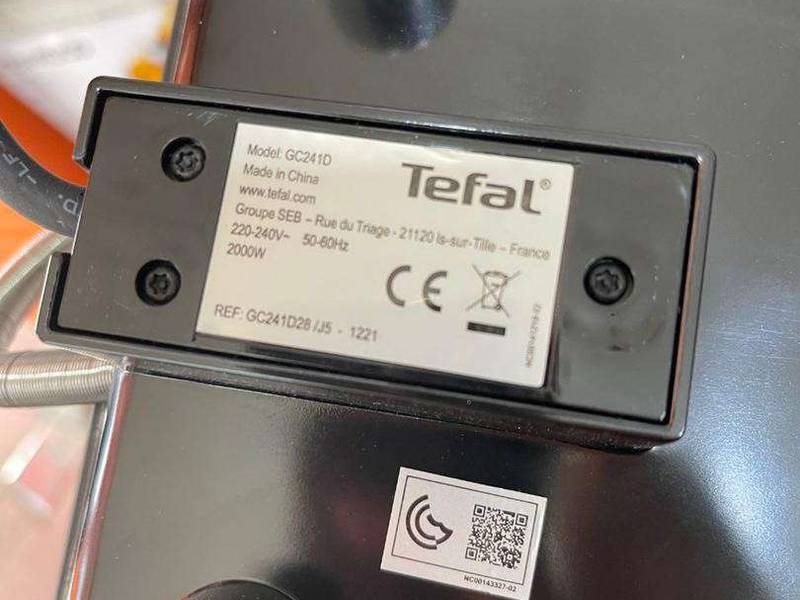 Model: GC241D
Made in China
www.tefal.com
Groupe SEB – Rue du Triage - 21120 Is-sur-Tille – France
220-240V~ 50-60Hz
2000W
Tefal®
CE
REF: GC241D28 /J5 - 1221
NC00143327-02